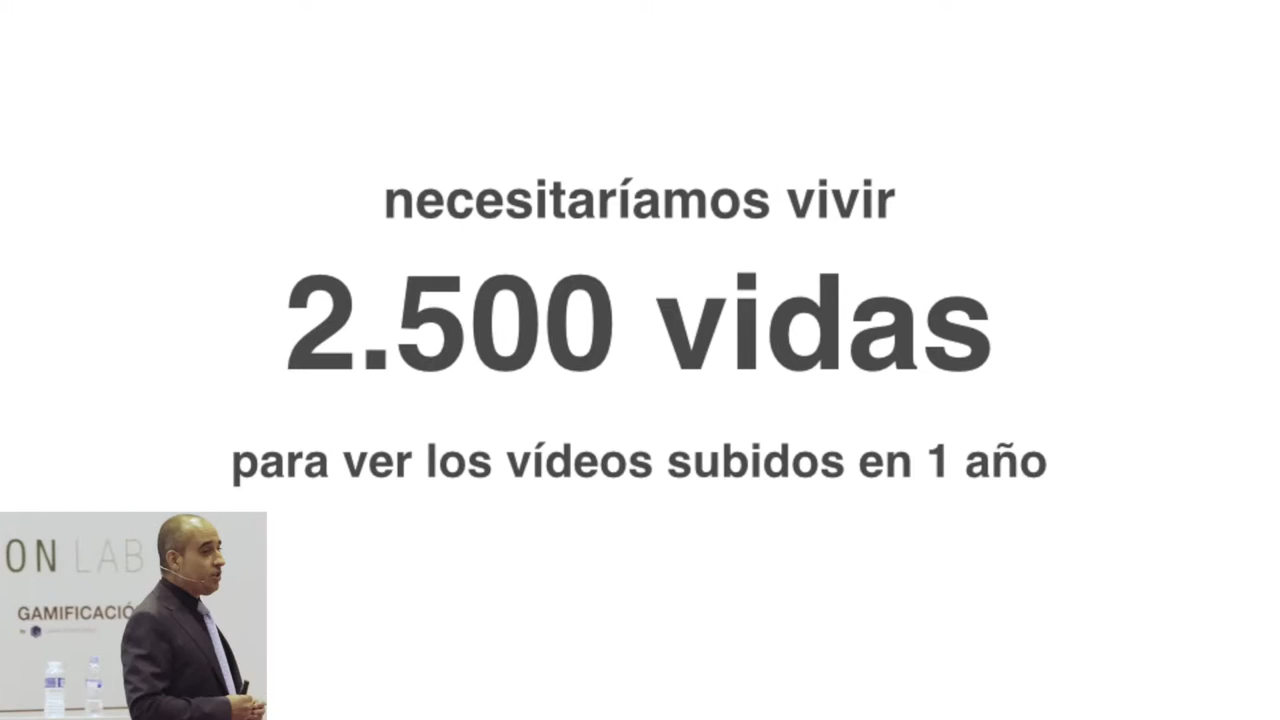 necesitaríamos vivir
2.500 vidas
para ver los vídeos subidos en 1 año
ON LAB
GAMIFICACIÓ